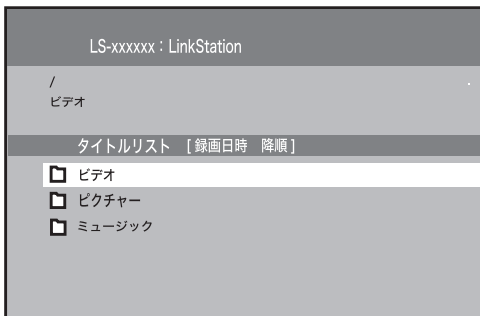 LS-xxxxxx：LinkStation
/
ビデオ
タイトルリスト　[ 録画日時　降順 ]
ビデオ
ピクチャー
ミュージック